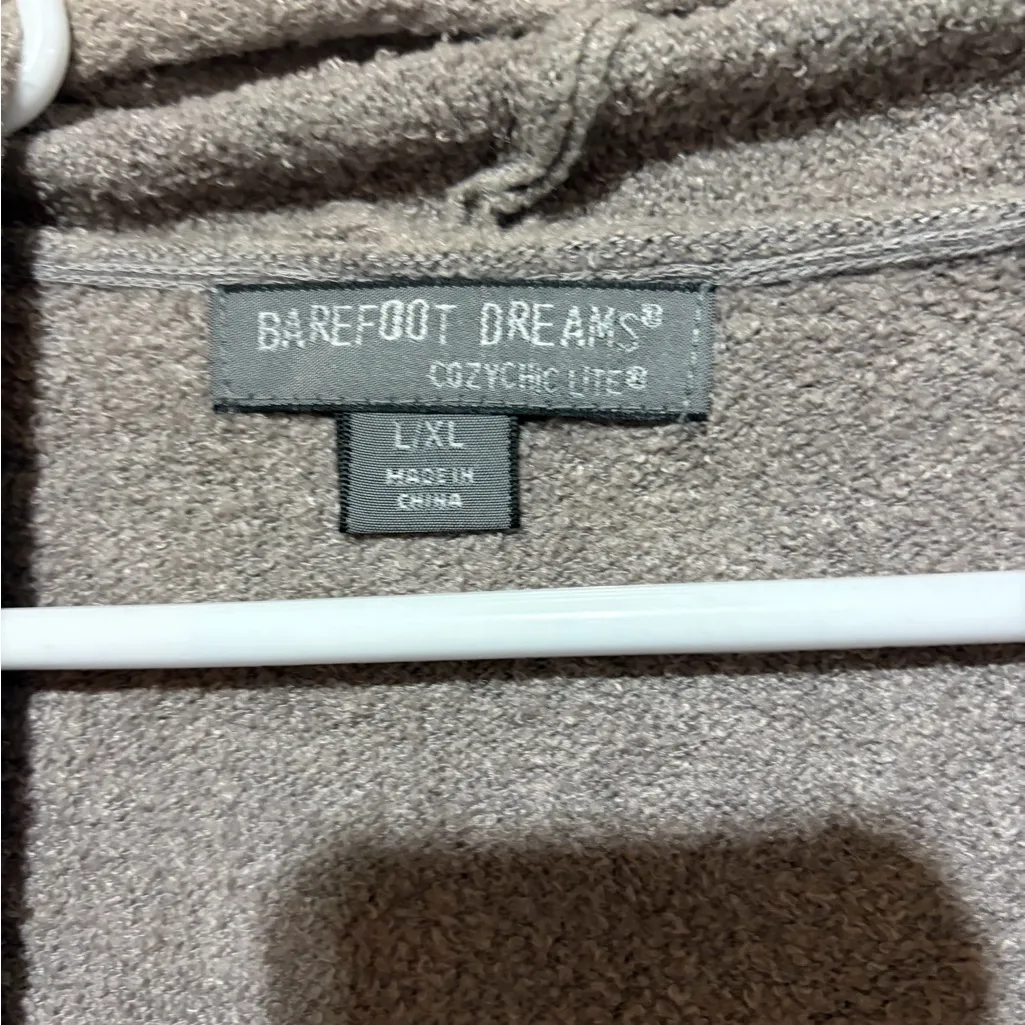 BAREFOOT DREAMS®
COZYCHIC LITE®
L/XL
MADE IN
CHINA